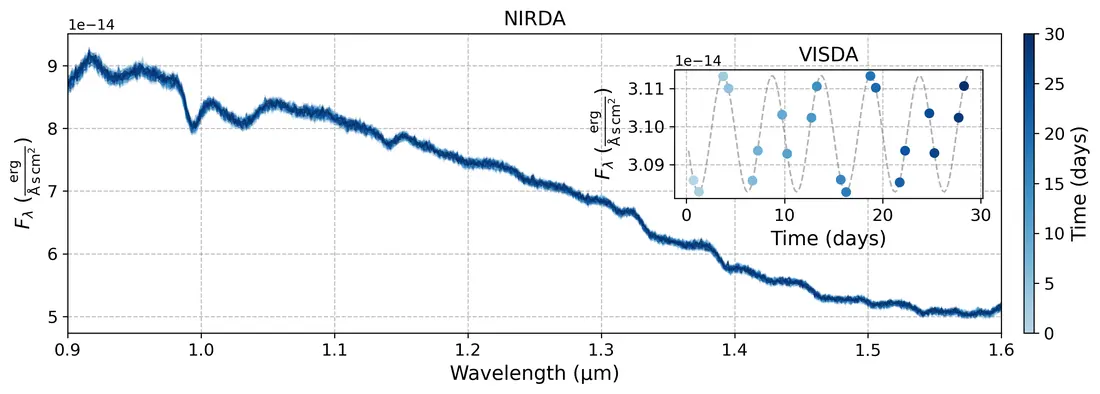 NIRDA
1e−14
9
8
7
6
5
F_λ (erg / Å s cm²)
0.9 1.0 1.1 1.2 1.3 1.4 1.5 1.6
Wavelength (μm)
VISDA
1e−14
3.11
3.10
3.09
F_λ (erg / Å s cm²)
0 10 20 30
Time (days)
30
25
20
15
10
5
0
Time (days)